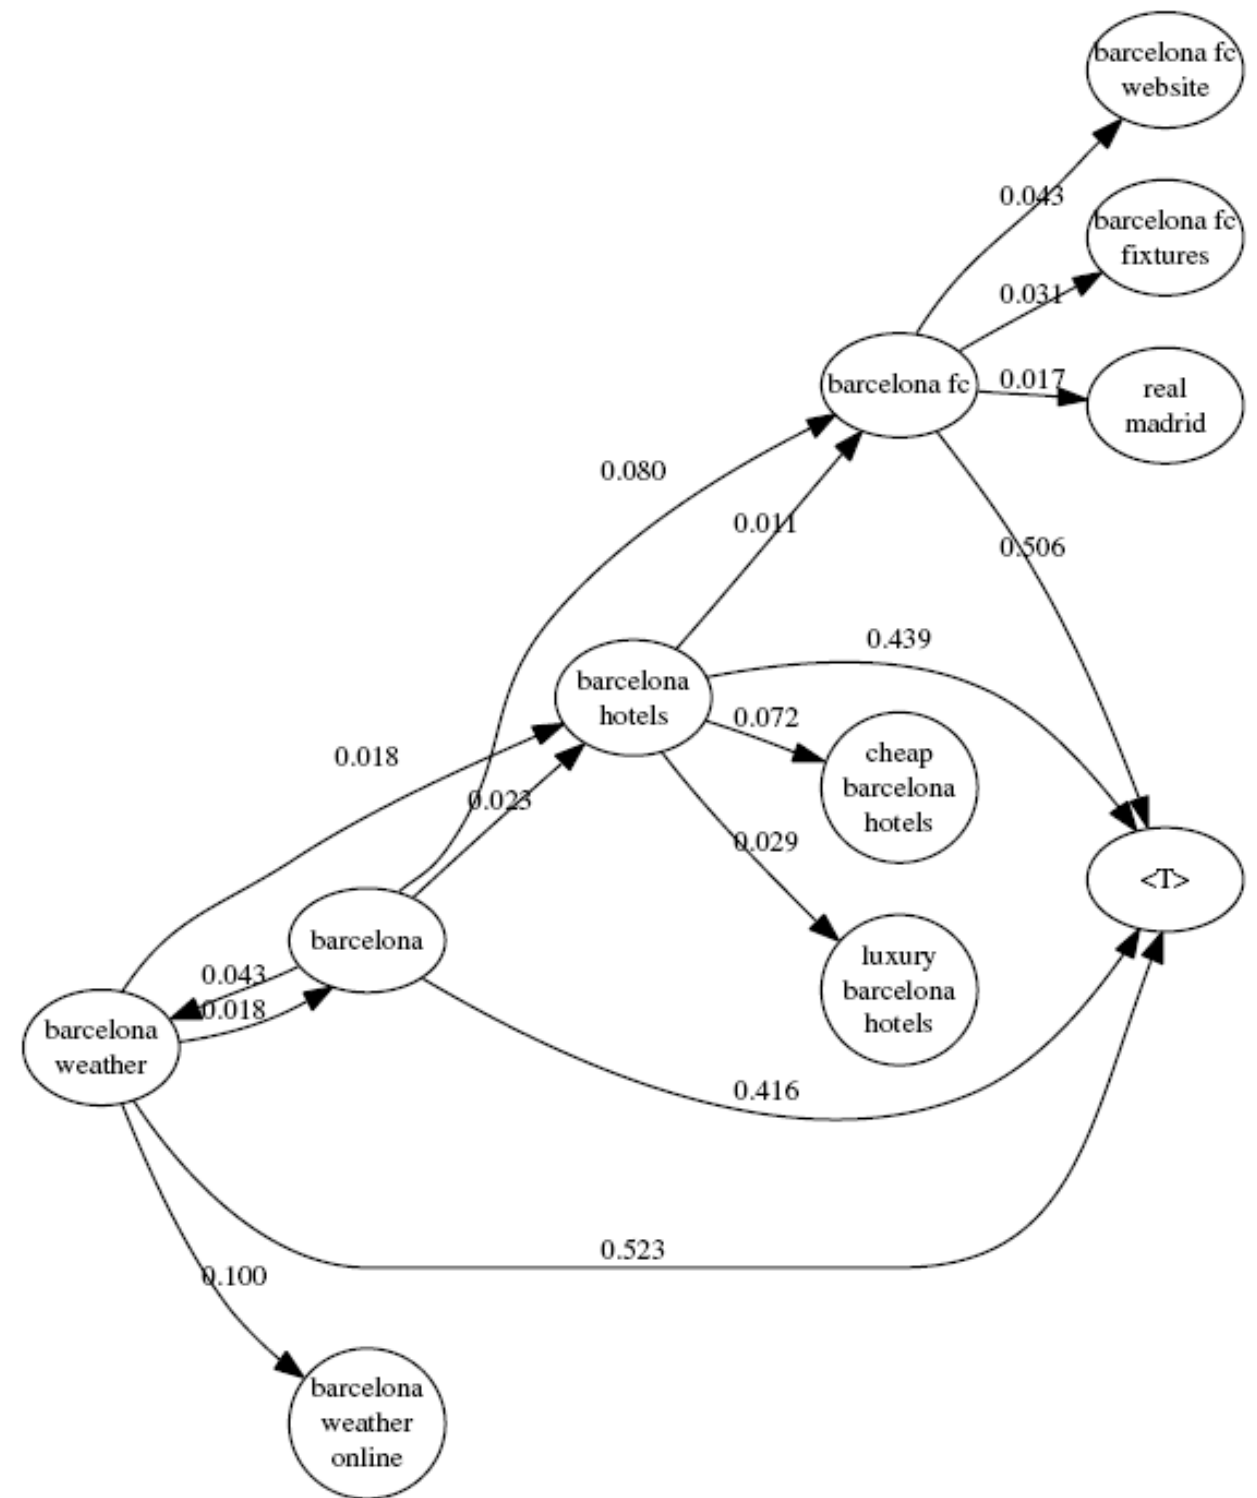 barcelona fc
website
0.043
barcelona fc
fixtures
0.031
barcelona fc
0.017
real
madrid
0.080
0.011
0.506
0.439
barcelona
hotels
0.072
0.018
cheap
barcelona
hotels
0.023
0.029
<T>
barcelona
luxury
barcelona
hotels
0.043
0.018
barcelona
weather
0.416
0.523
0.100
barcelona
weather
online